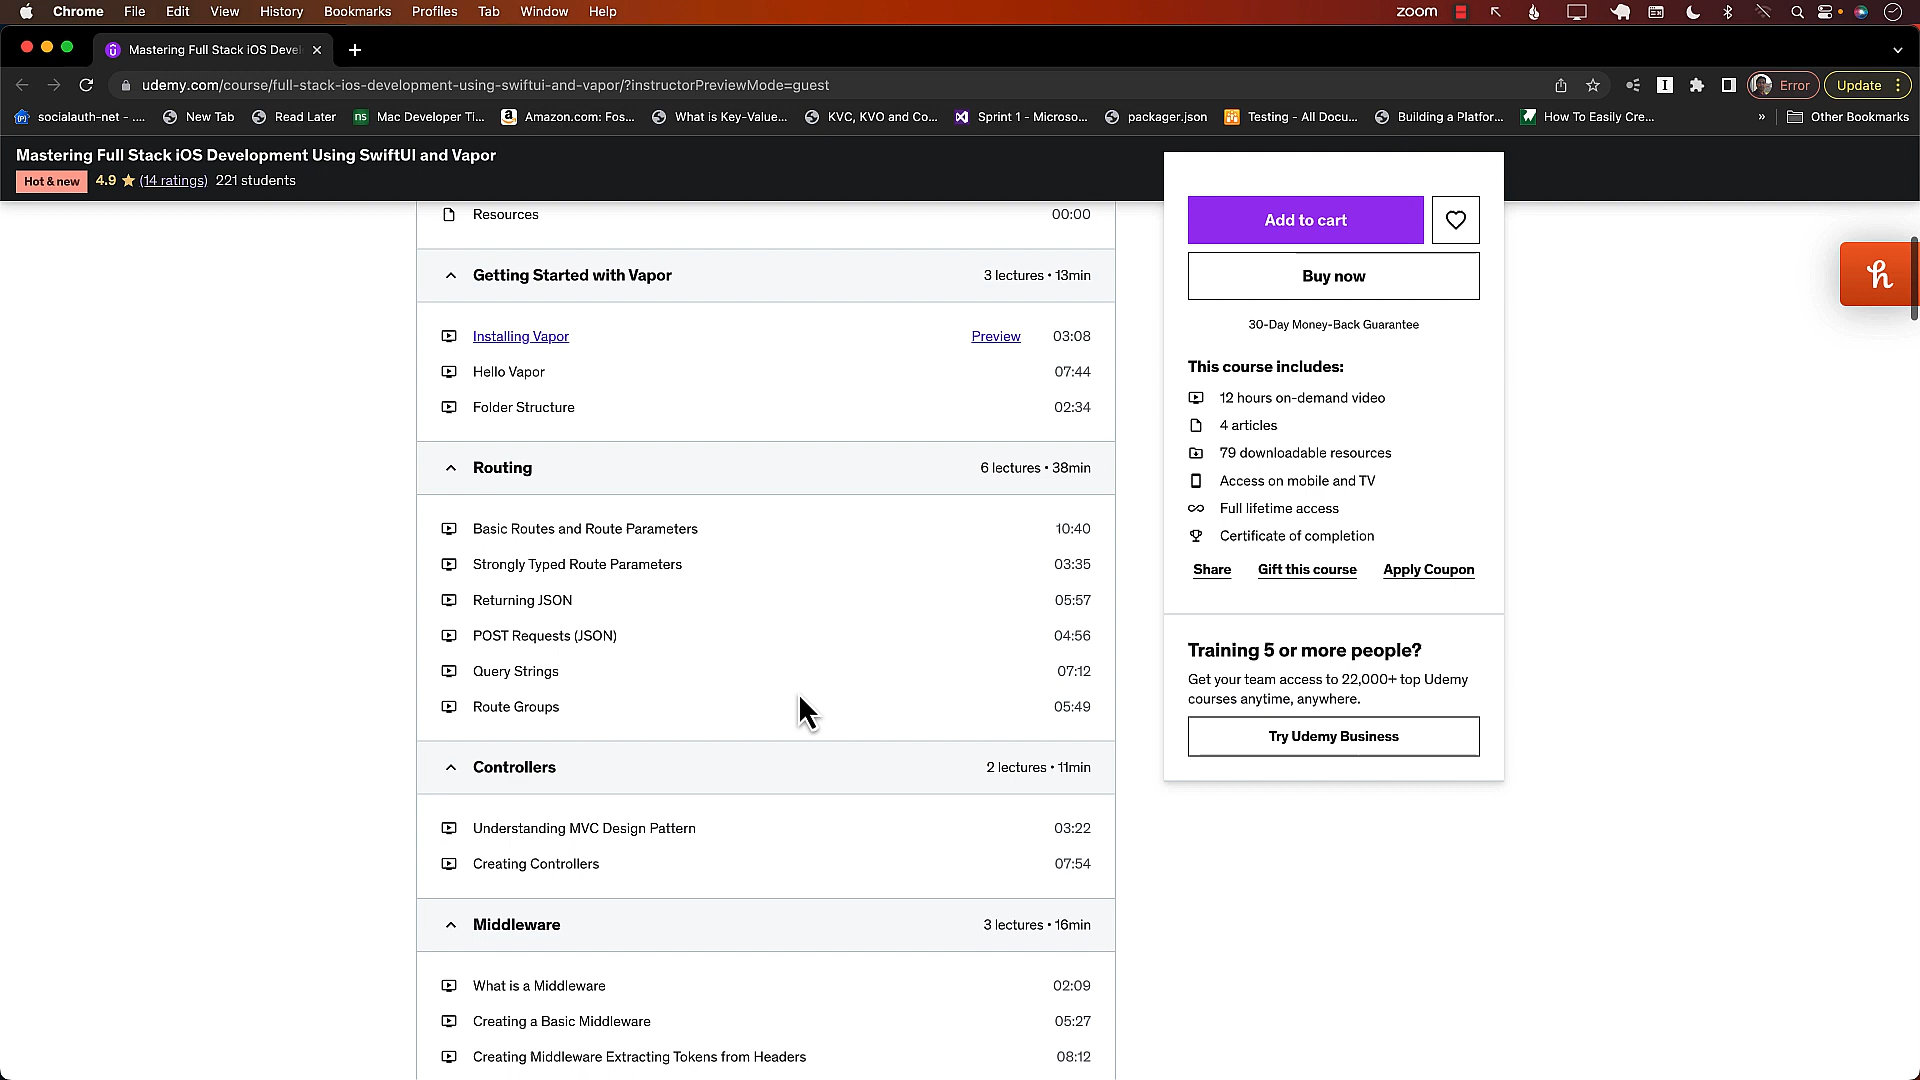 Chrome File Edit View History Bookmarks Profiles Tab Window Help zoom
Mastering Full Stack iOS Devel
udemy.com/course/full-stack-ios-development-using-swiftui-and-vapor/?instructorPreviewMode=guest Error Update
socialauth-net - .... New Tab Read Later ns Mac Developer Ti... Amazon.com: Fos... What is Key-Value... KVC, KVO and Co... Sprint 1 - Microso... packager.json Testing - All Docu... Building a Platfor... How To Easily Cre... » Other Bookmarks
Mastering Full Stack iOS Development Using SwiftUI and Vapor
Hot & new 4.9 (14 ratings) 221 students
Resources 00:00
Getting Started with Vapor 3 lectures • 13min
Installing Vapor Preview 03:08
Hello Vapor 07:44
Folder Structure 02:34
Routing 6 lectures • 38min
Basic Routes and Route Parameters 10:40
Strongly Typed Route Parameters 03:35
Returning JSON 05:57
POST Requests (JSON) 04:56
Query Strings 07:12
Route Groups 05:49
Controllers 2 lectures • 11min
Understanding MVC Design Pattern 03:22
Creating Controllers 07:54
Middleware 3 lectures • 16min
What is a Middleware 02:09
Creating a Basic Middleware 05:27
Creating Middleware Extracting Tokens from Headers 08:12
Add to cart
Buy now
30-Day Money-Back Guarantee
This course includes:
12 hours on-demand video
4 articles
79 downloadable resources
Access on mobile and TV
Full lifetime access
Certificate of completion
Share Gift this course Apply Coupon
Training 5 or more people?
Get your team access to 22,000+ top Udemy
courses anytime, anywhere.
Try Udemy Business
h